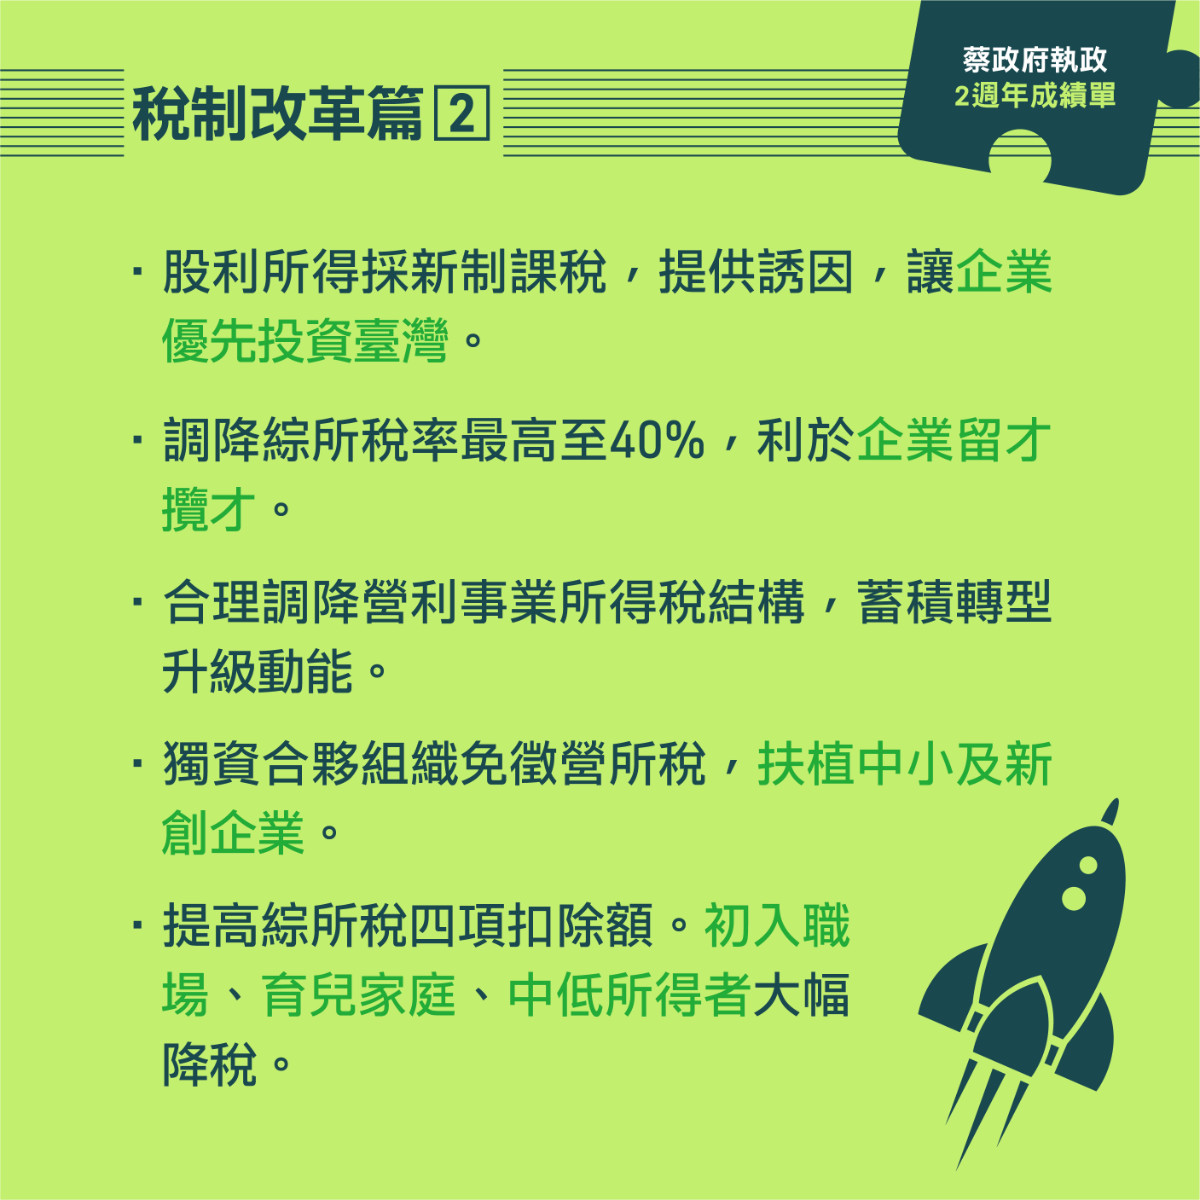 蔡政府執政
2週年成績單
稅制改革篇2
・股利所得採新制課稅，提供誘因，讓企業
優先投資臺灣。
・調降綜所稅率最高至40%，利於企業留才
攬才。
・合理調降營利事業所得稅結構，蓄積轉型
升級動能。
・獨資合夥組織免徵營所稅，扶植中小及新
創企業。
・提高綜所稅四項扣除額。初入職
場、育兒家庭、中低所得者大幅
降稅。